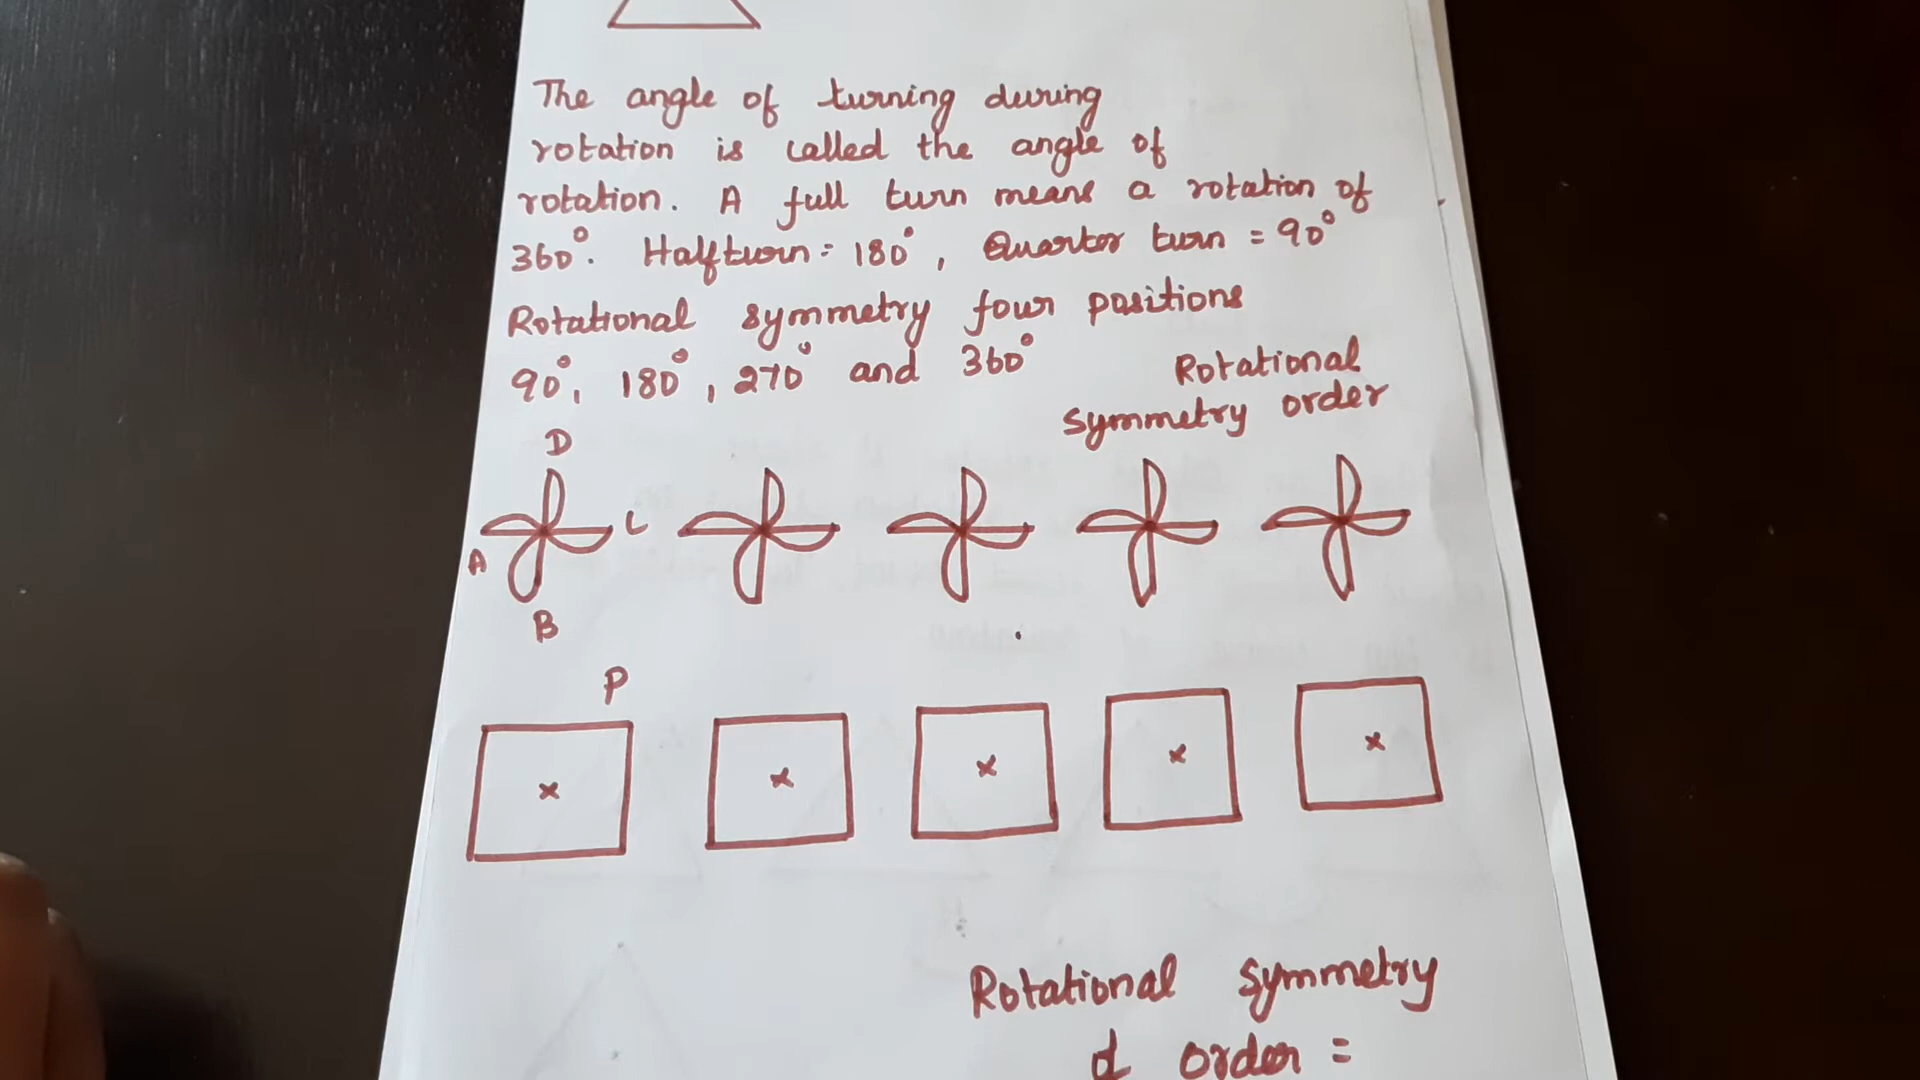 The angle of turning during
rotation is called the angle of
rotation. A full turn means a rotation of
360°. Halfturn = 180°, Quarter turn = 90°
Rotational symmetry four positions
90°, 180°, 270° and 360°
Rotational
symmetry order
D
A
C
B
P
x x x x x
Rotational symmetry
of order =